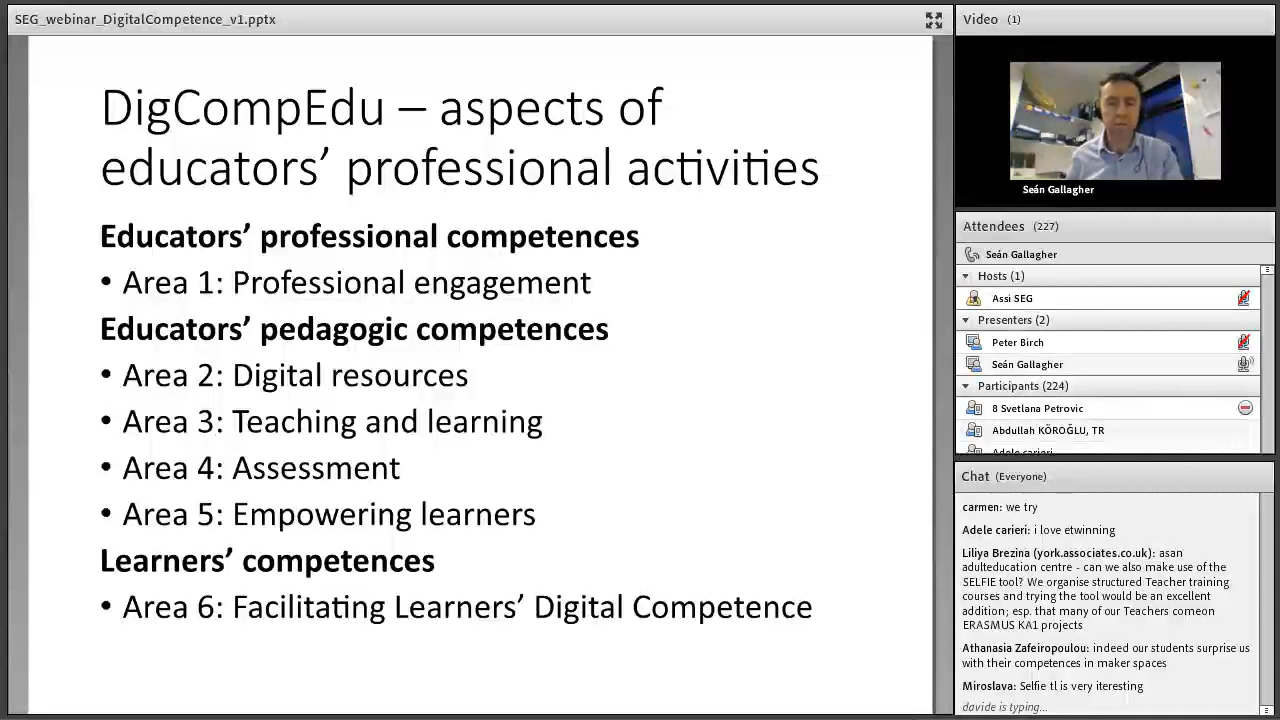 SEG_webinar_DigitalCompetence_v1.pptx
DigCompEdu – aspects of
educators’ professional activities
Educators’ professional competences
• Area 1: Professional engagement
Educators’ pedagogic competences
• Area 2: Digital resources
• Area 3: Teaching and learning
• Area 4: Assessment
• Area 5: Empowering learners
Learners’ competences
• Area 6: Facilitating Learners’ Digital Competence
Video (1)
Seán Gallagher
Attendees (227)
Seán Gallagher
Hosts (1)
Assi SEG
Presenters (2)
Peter Birch
Seán Gallagher
Participants (224)
8 Svetlana Petrovic
Abdullah KÖROĞLU, TR
Adele carieri
Chat (Everyone)
carmen: we try
Adele carieri: i love etwinning
Liliya Brezina (york.associates.co.uk): asan
adulteducation centre - can we also make use of the
SELFIE tool? We organise structured Teacher training
courses and trying the tool would be an excellent
addition; esp. that many of our Teachers comeon
ERASMUS KA1 projects
Athanasia Zafeiropoulou: indeed our students surprise us
with their competences in maker spaces
Miroslava: Selfie tl is very iteresting
davide is typing...